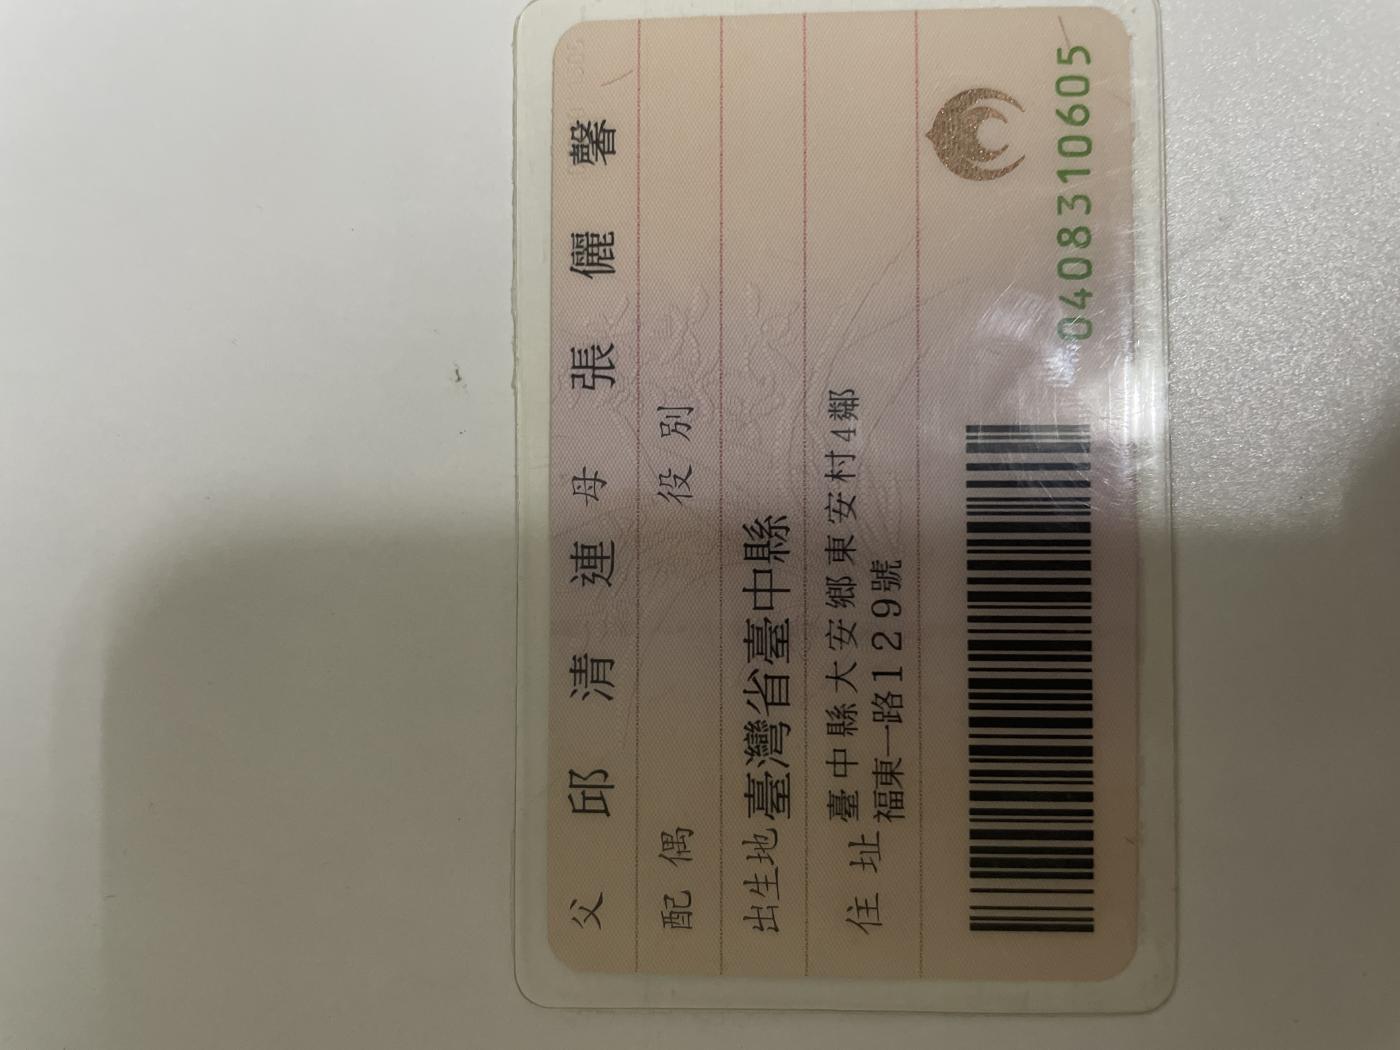 父 邱 清 連 母 張 儷 馨
配 偶 役 別
出生地 臺灣省臺中縣
住 址 臺中縣大安鄉東安村4鄰
福東一路129號
0408310605